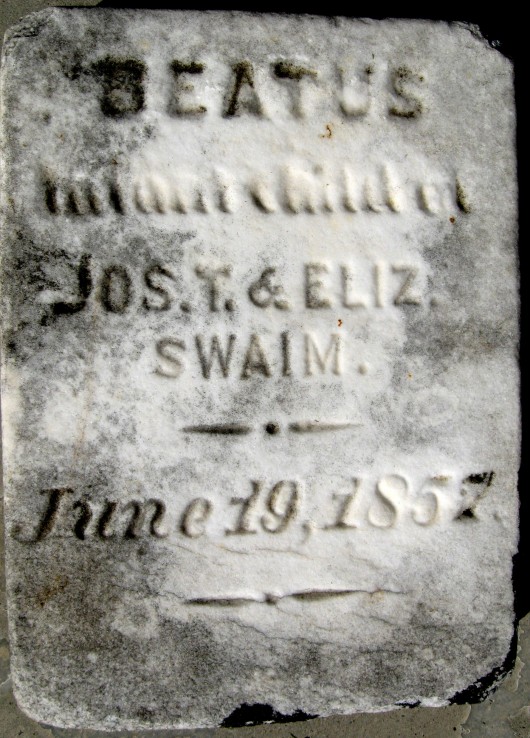 BEATUS
Infant child of
JOS. T. & ELIZ.
SWAIM.
June 19, 1857.